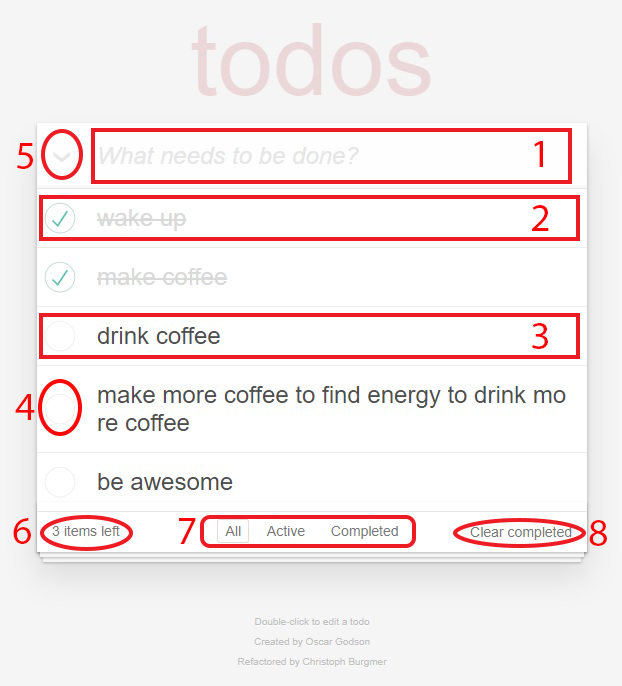 todos
5 What needs to be done? 1
wake up 2
make coffee
drink coffee 3
4 make more coffee to find energy to drink mo
re coffee
be awesome
6 3 items left 7 All Active Completed Clear completed 8
Double-click to edit a todo
Created by Oscar Godson
Refactored by Christoph Burgmer